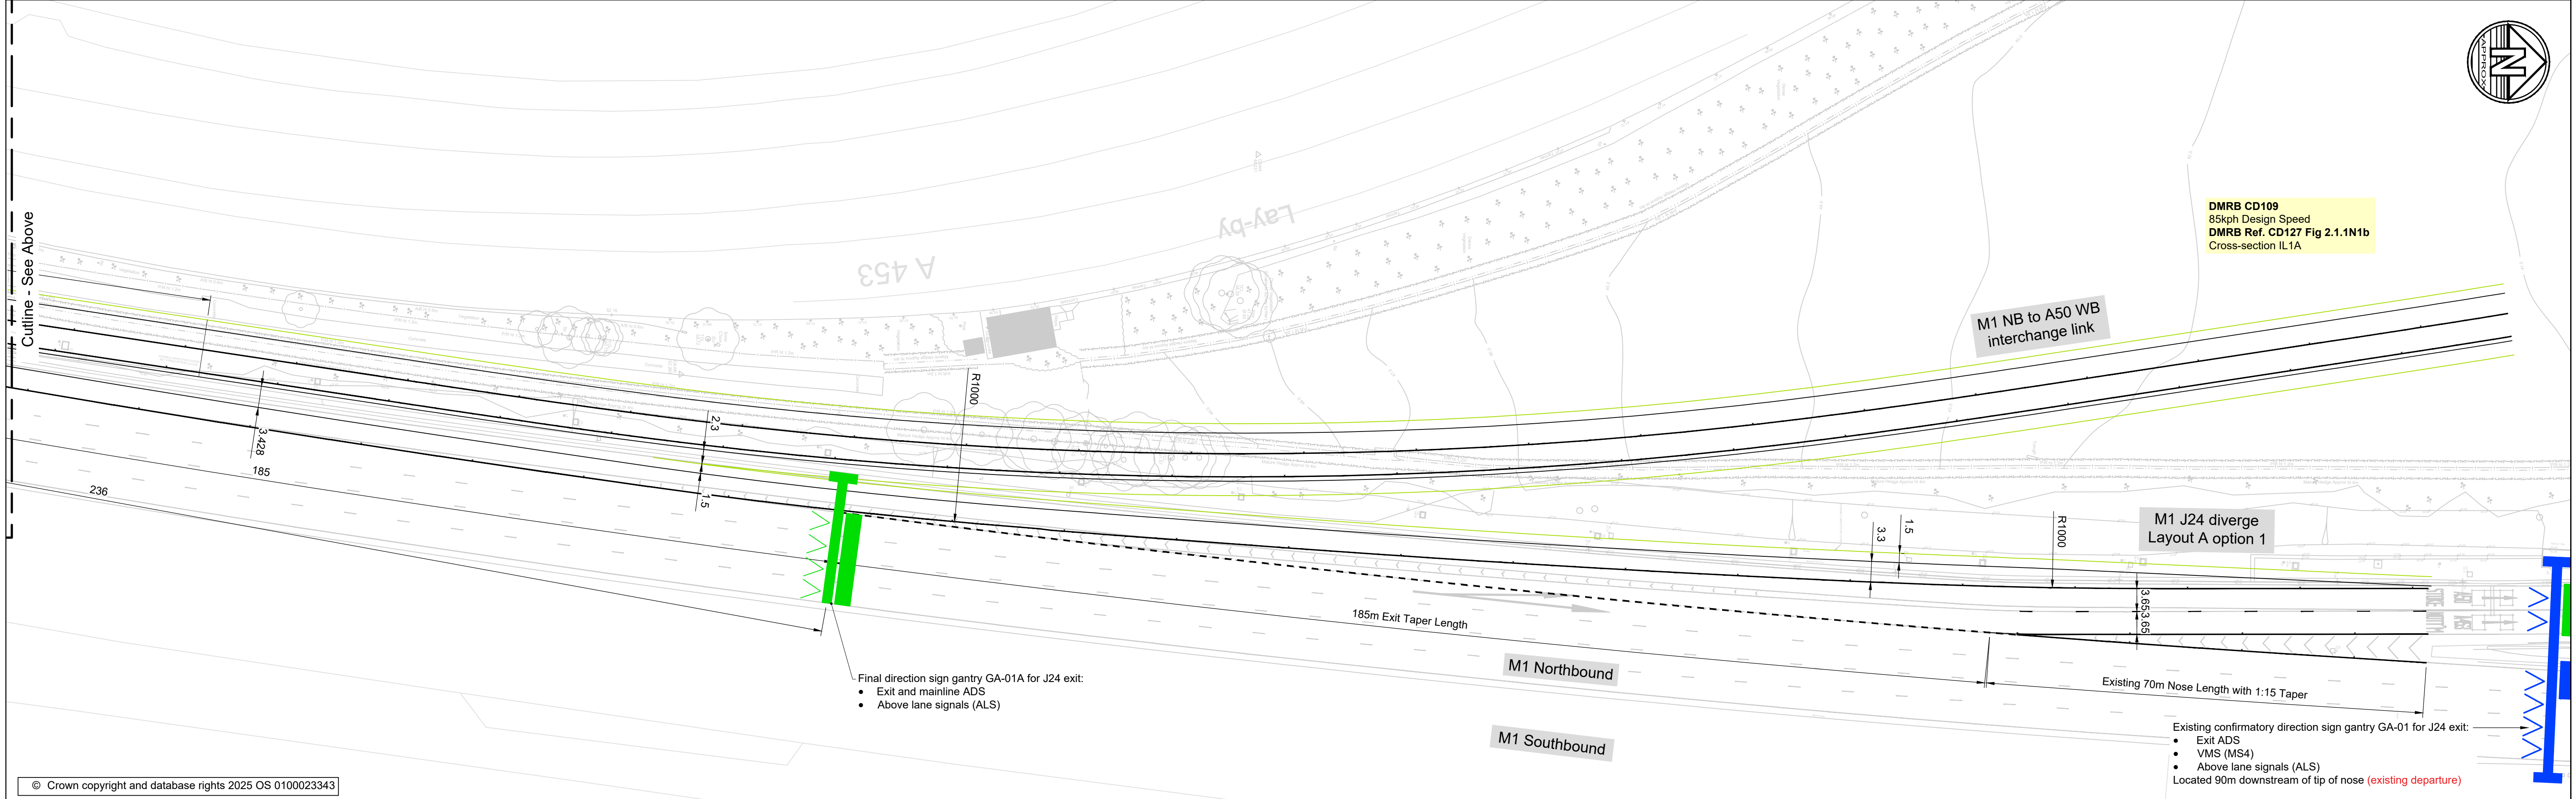 Cutline - See Above
N
APPROX
Lay-by
A 453
DMRB CD109
85kph Design Speed
DMRB Ref. CD127 Fig 2.1.1N1b
Cross-section IL1A
M1 NB to A50 WB
interchange link
R1000
2.3
3.428
1.5
185
236
3.3
1.5
R1000
M1 J24 diverge
Layout A option 1
3.65
3.65
185m Exit Taper Length
M1 Northbound
Existing 70m Nose Length with 1:15 Taper
Final direction sign gantry GA-01A for J24 exit:
• Exit and mainline ADS
• Above lane signals (ALS)
M1 Southbound
Existing confirmatory direction sign gantry GA-01 for J24 exit:
• Exit ADS
• VMS (MS4)
• Above lane signals (ALS)
Located 90m downstream of tip of nose (existing departure)
© Crown copyright and database rights 2025 OS 0100023343